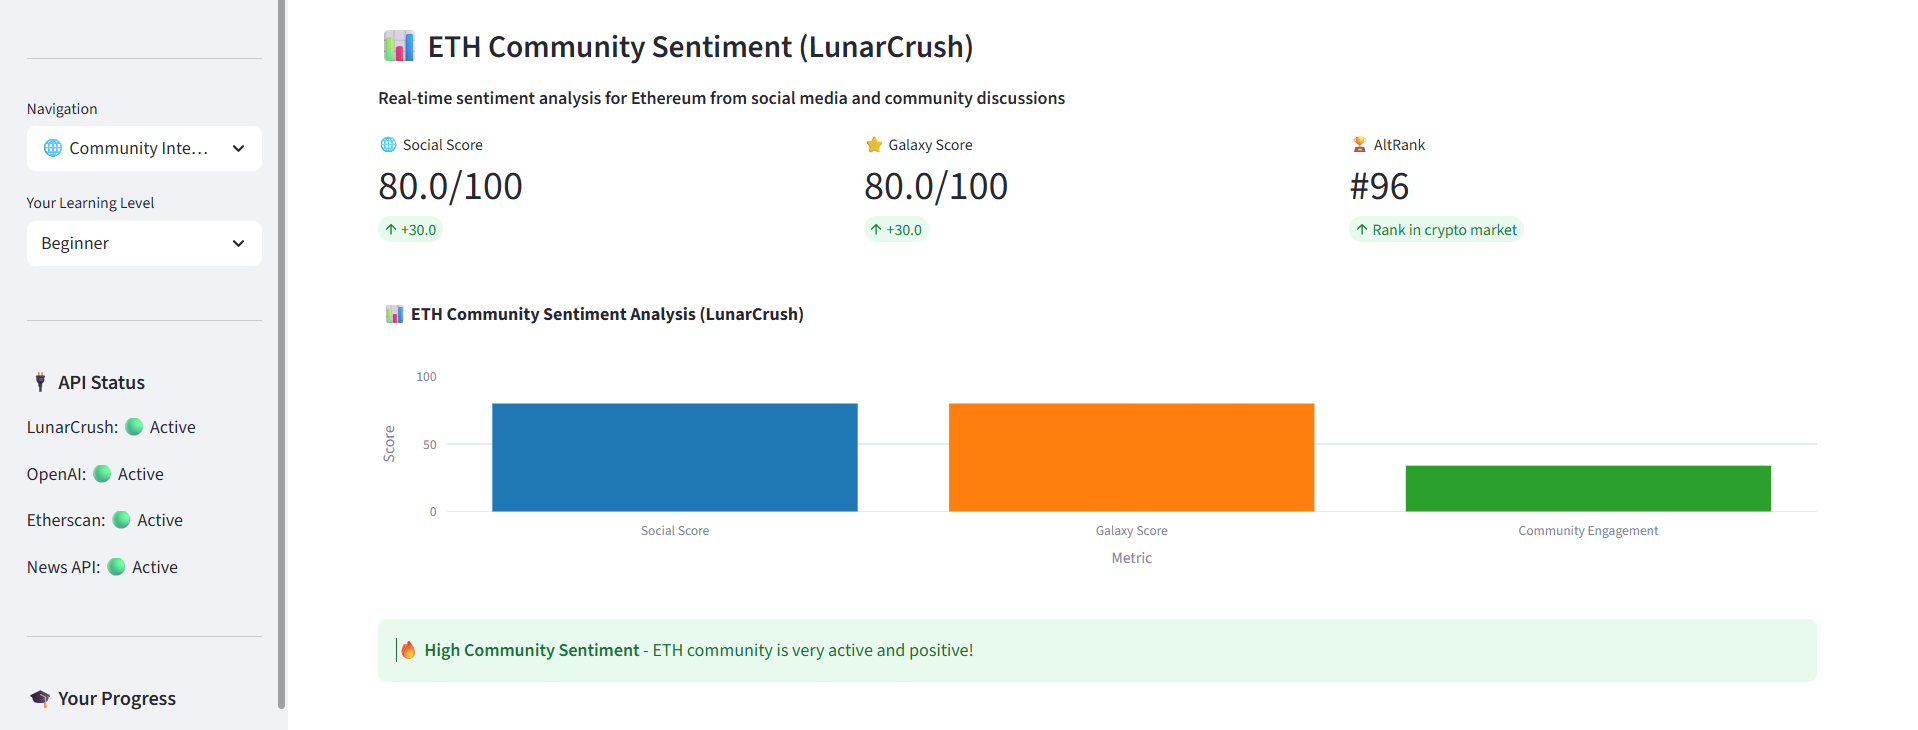 Navigation
Community Inte...
Your Learning Level
Beginner
API Status
LunarCrush: Active
OpenAI: Active
Etherscan: Active
News API: Active
Your Progress
ETH Community Sentiment (LunarCrush)
Real-time sentiment analysis for Ethereum from social media and community discussions
Social Score
80.0/100
↑ +30.0
Galaxy Score
80.0/100
↑ +30.0
AltRank
#96
↑ Rank in crypto market
ETH Community Sentiment Analysis (LunarCrush)
100
50
0
Score
Social Score
Galaxy Score
Community Engagement
Metric
High Community Sentiment - ETH community is very active and positive!